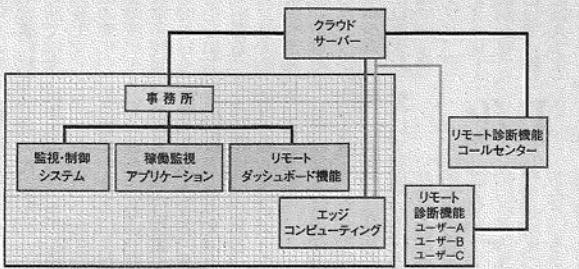 クラウド
サーバー
事務所
監視・制御
システム
稼働監視
アプリケーション
リモート
ダッシュボード機能
エッジ
コンピューティング
リモート診断機能
コールセンター
リモート
診断機能
ユーザーA
ユーザーB
ユーザーC